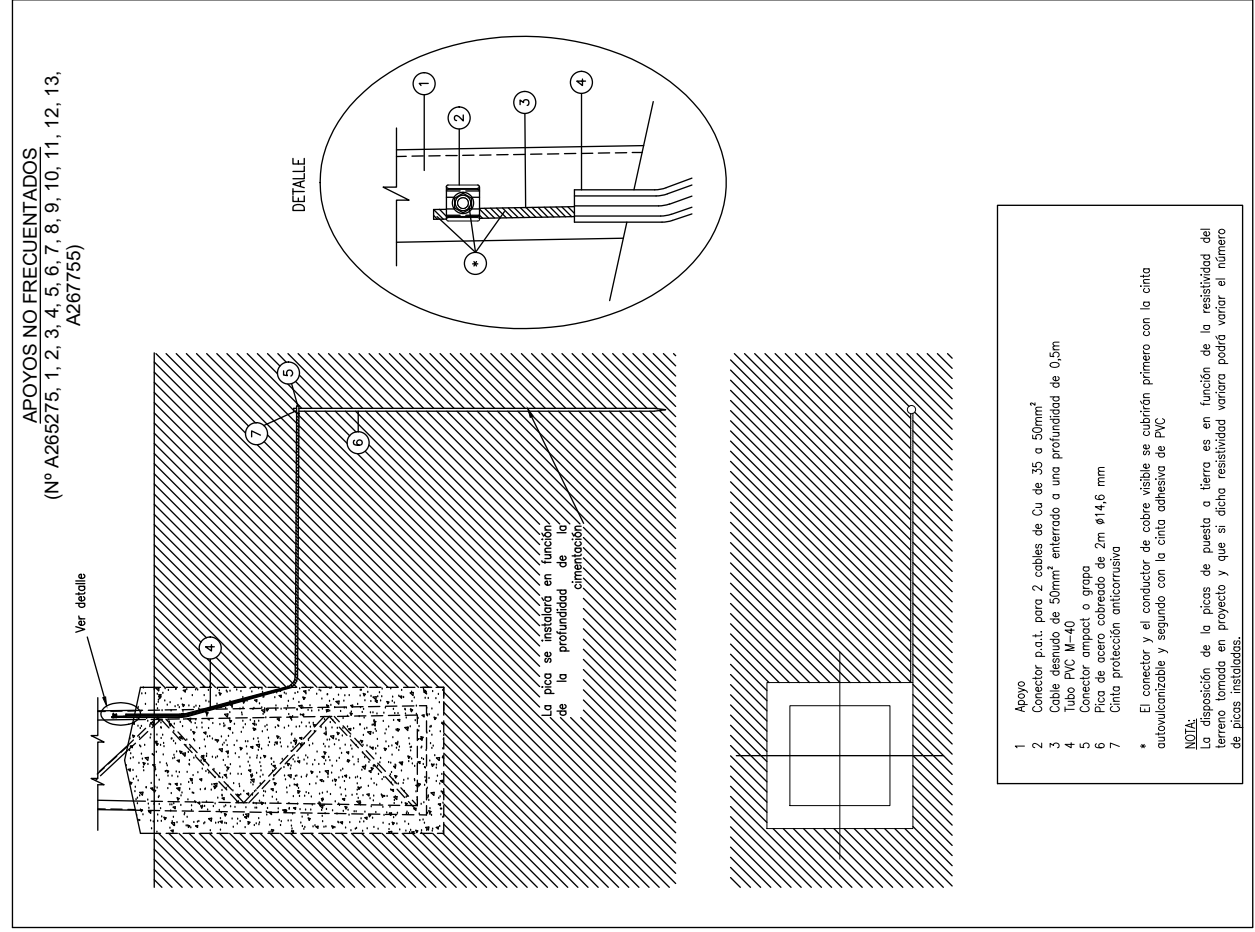 APOYOS NO FRECUENTADOS
(Nº A265275, 1, 2, 3, 4, 5, 6, 7, 8, 9, 10, 11, 12, 13,
A267755)
Ver detalle
4
7
5
6
La pica se instalará en función
de la profundidad de la
cimentación
DETALLE
1
2
3
4
*
1 Apoyo
2 Conector p.a.t. para 2 cables de Cu de 35 a 50mm²
3 Cable desnudo de 50mm² enterrado a una profundidad de 0,5m
4 Tubo PVC M-40
5 Conector ampact o grapa
6 Pica de acero cobreado de 2m ø14,6 mm
7 Cinta protección anticorrusiva
* El conector y el conductor de cobre visible se cubrirán primero con la cinta
autovulcanizable y segundo con la cinta adhesiva de PVC
NOTA:
La disposición de la picas de puesta a tierra es en función de la resistividad del
terreno tomada en proyecto y que si dicha resistividad variara podrá variar el número
de picas instaladas.